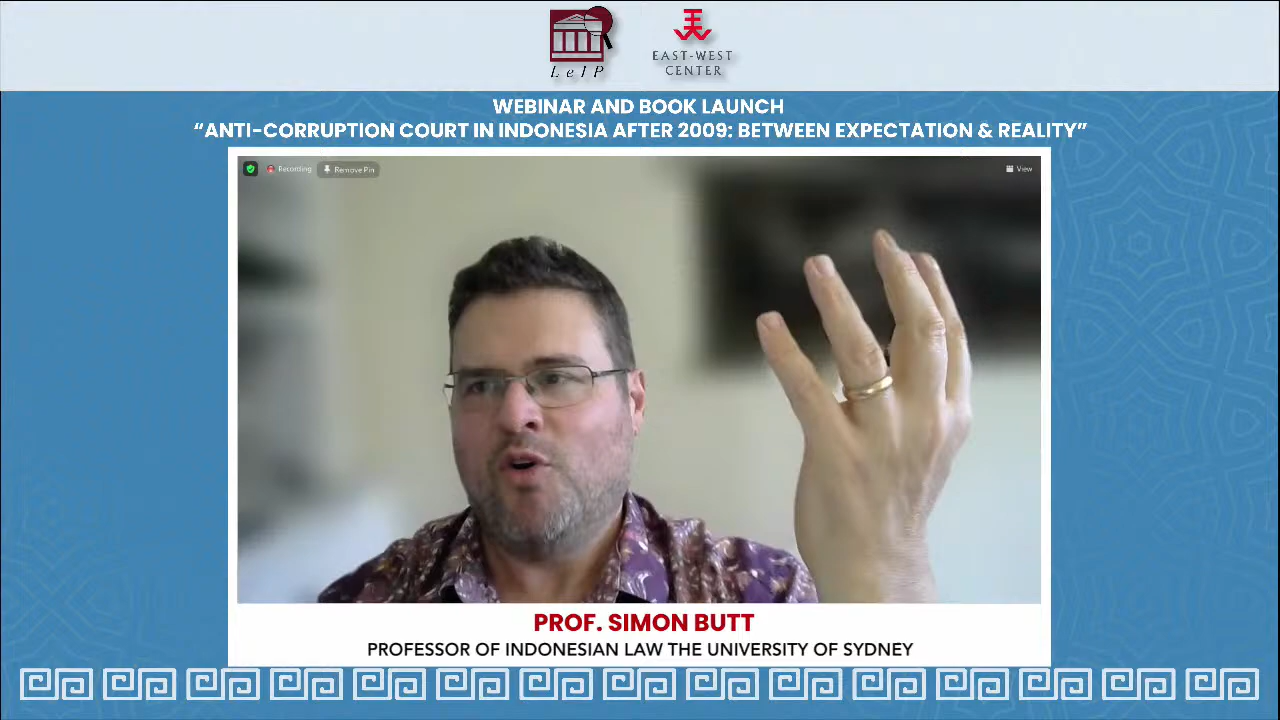 LeIP
EAST-WEST
CENTER
WEBINAR AND BOOK LAUNCH
“ANTI-CORRUPTION COURT IN INDONESIA AFTER 2009: BETWEEN EXPECTATION & REALITY”
Recording
Remove Pin
View
PROF. SIMON BUTT
PROFESSOR OF INDONESIAN LAW THE UNIVERSITY OF SYDNEY